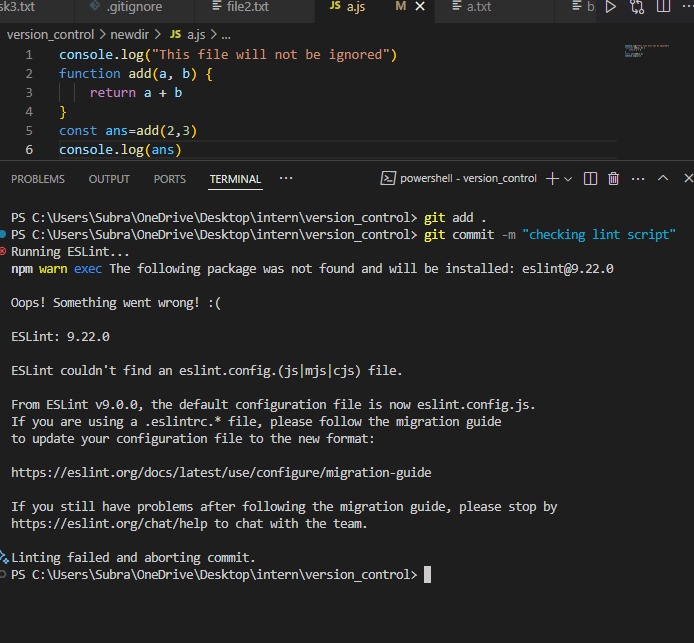 sk3.txt .gitignore file2.txt JS a.js M a.txt b
version_control > newdir > JS a.js > ...
1 console.log("This file will not be ignored")
2 function add(a, b) {
3 return a + b
4 }
5 const ans=add(2,3)
6 console.log(ans)
PROBLEMS OUTPUT PORTS TERMINAL ... powershell - version_control
PS C:\Users\Subra\OneDrive\Desktop\intern\version_control> git add .
PS C:\Users\Subra\OneDrive\Desktop\intern\version_control> git commit -m "checking lint script"
Running ESLint...
npm warn exec The following package was not found and will be installed: eslint@9.22.0
Oops! Something went wrong! :(
ESLint: 9.22.0
ESLint couldn't find an eslint.config.(js|mjs|cjs) file.
From ESLint v9.0.0, the default configuration file is now eslint.config.js.
If you are using a .eslintrc.* file, please follow the migration guide
to update your configuration file to the new format:
https://eslint.org/docs/latest/use/configure/migration-guide
If you still have problems after following the migration guide, please stop by
https://eslint.org/chat/help to chat with the team.
Linting failed and aborting commit.
PS C:\Users\Subra\OneDrive\Desktop\intern\version_control>